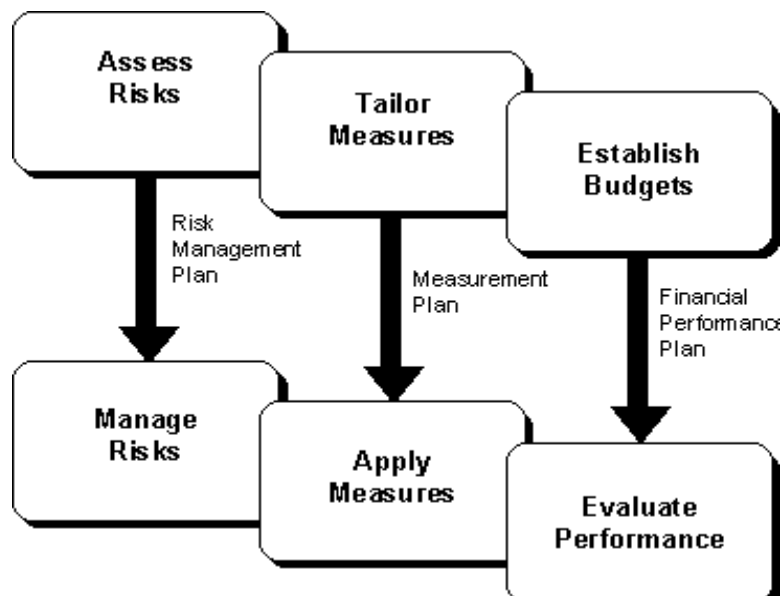 Assess
Risks
Tailor
Measures
Establish
Budgets
Risk
Management
Plan
Measurement
Plan
Financial
Performance
Plan
Manage
Risks
Apply
Measures
Evaluate
Performance